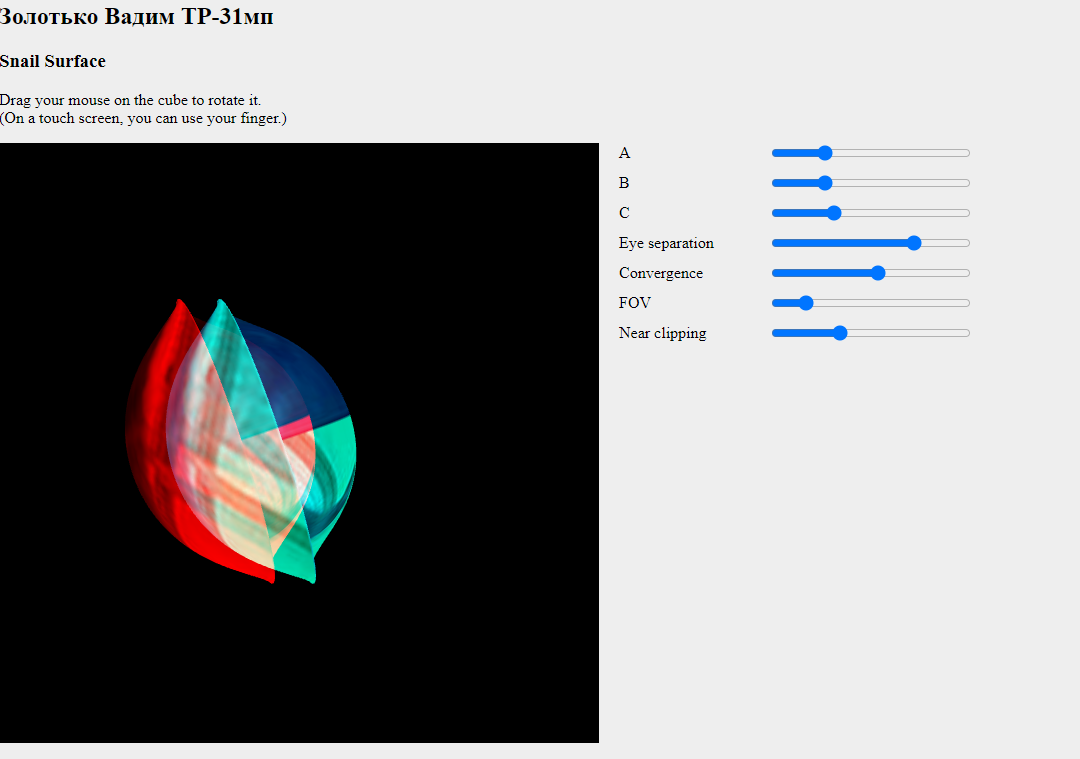 Золотько Вадим ТР-31мп
Snail Surface
Drag your mouse on the cube to rotate it.
(On a touch screen, you can use your finger.)
A
B
C
Eye separation
Convergence
FOV
Near clipping